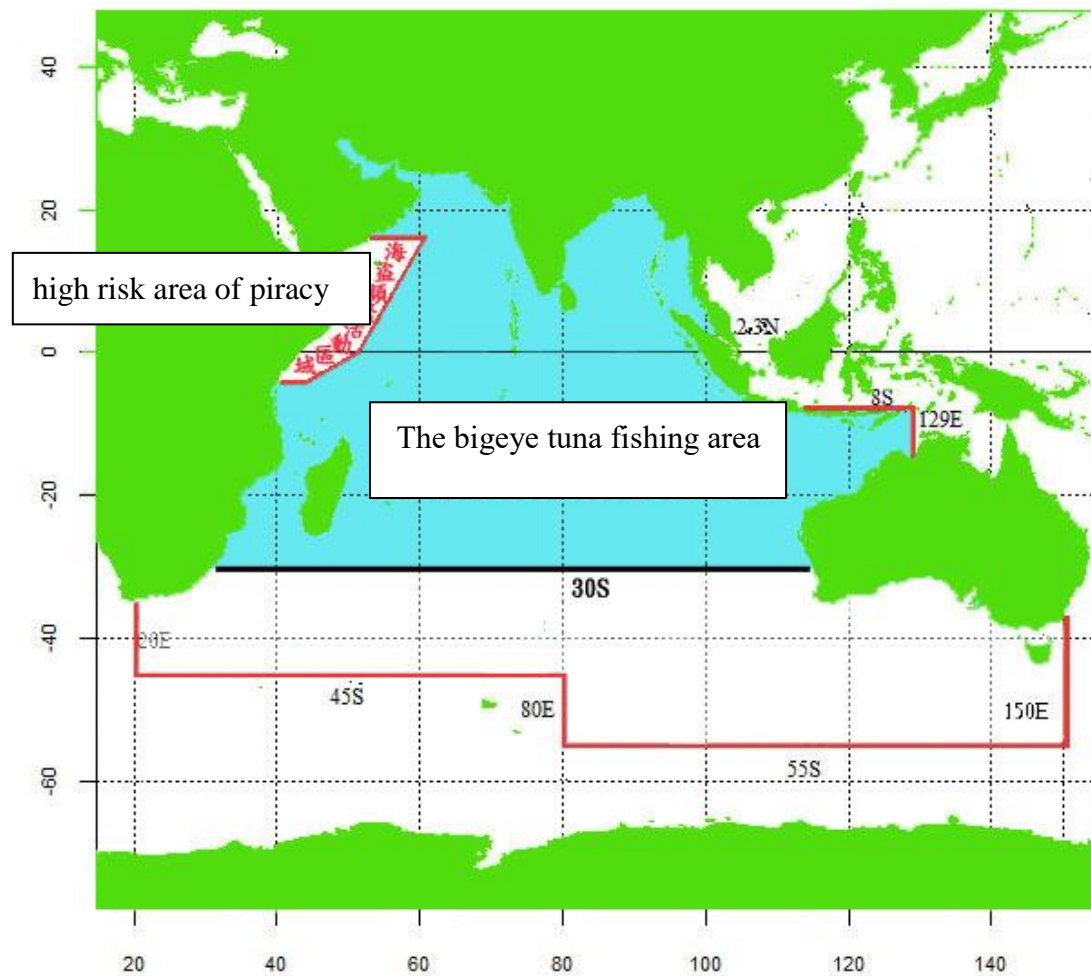 40
20
high risk area of piracy
海
盜
頻
活
動
區
域
2.3N
0
8S
129E
The bigeye tuna fishing area
-20
30S
-40
20E
45S
80E
150E
55S
-60
20
40
60
80
100
120
140